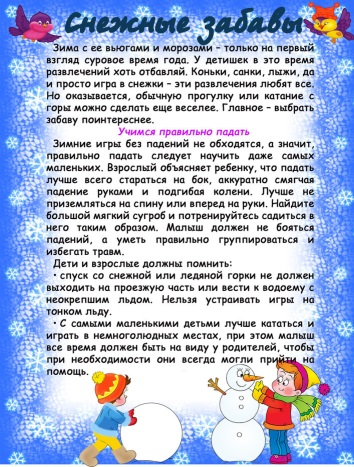 снежные забавы
Зима с ее вьюгами и морозами – только на первый
взгляд суровое время года. У детишек в это время
развлечений хоть отбавляй. Коньки, санки, лыжи, да
и просто игра в снежки – эти развлечения любят все.
Но оказывается, обычную прогулку или катание с
горы можно сделать еще веселее. Главное – выбрать
забаву поинтереснее.
Учимся правильно падать
Зимние игры без падений не обходятся, а значит,
правильно падать следует научить даже самых
маленьких. Взрослый объясняет ребенку, что падать
лучше всего стараться на бок, аккуратно смягчая
падение руками и подгибая колени. Лучше не
приземляться на спину или вперед на руки. Найдите
большой мягкий сугроб и потренируйтесь садиться в
него таким образом. Малыш должен не бояться
падений, а уметь правильно группироваться и
избегать травм.
Дети и взрослые должны помнить:
• спуск со снежной или ледяной горки не должен
выходить на проезжую часть или вести к водоему с
неокрепшим льдом. Нельзя устраивать игры на
тонком льду.
• С самыми маленькими детьми лучше кататься и
играть в немноголюдных местах, при этом малыш
все время должен быть на виду у родителей, чтобы
при необходимости они всегда могли прийти на
помощь.